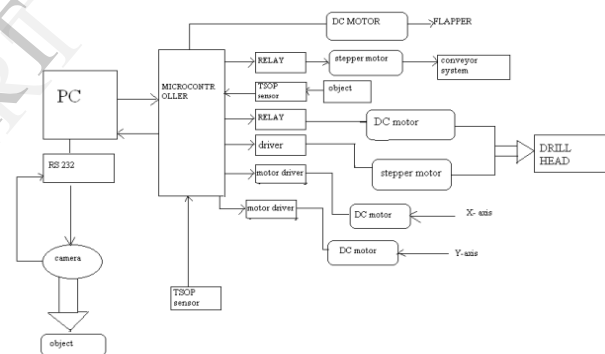 DC MOTOR
FLAPPER
RELAY
stepper motor
conveyor
system
MICROCONTR
OLLER
TSOP
sensor
object
PC
RELAY
DC motor
driver
DRILL
HEAD
RS 232
motor driver
stepper motor
motor driver
DC motor
X- axis
DC motor
Y-axis
camera
TSOP
sensor
object